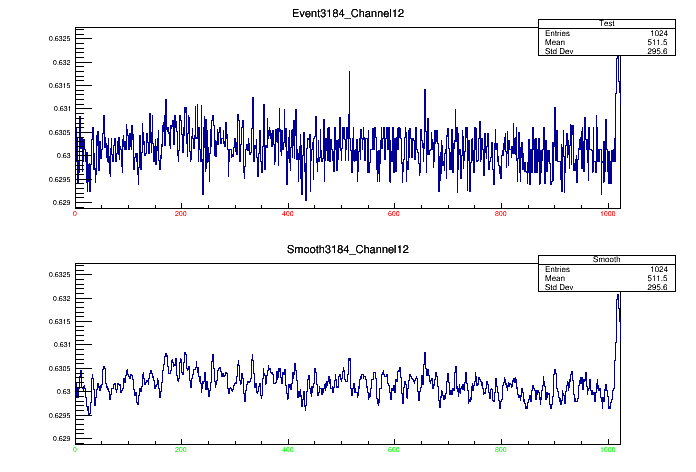 Event3184_Channel12
Test
Entries 1024
Mean 511.5
Std Dev 295.6
0.6325
0.632
0.6315
0.631
0.6305
0.63
0.6295
0.629
0 200 400 600 800 1000
Smooth3184_Channel12
Smooth
Entries 1024
Mean 511.5
Std Dev 295.6
0.6325
0.632
0.6315
0.631
0.6305
0.63
0.6295
0.629
0 200 400 600 800 1000